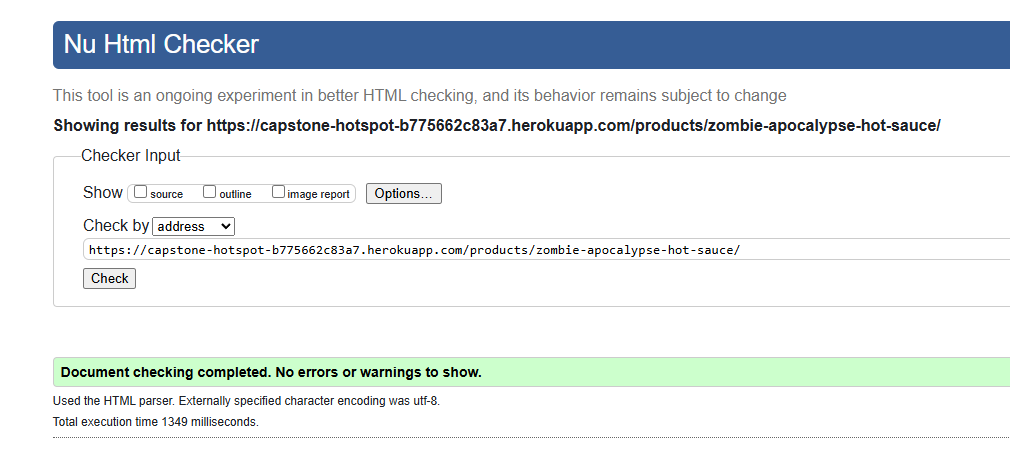 Nu Html Checker
This tool is an ongoing experiment in better HTML checking, and its behavior remains subject to change
Showing results for https://capstone-hotspot-b775662c83a7.herokuapp.com/products/zombie-apocalypse-hot-sauce/
Checker Input
Show source outline image report Options...
Check by address
https://capstone-hotspot-b775662c83a7.herokuapp.com/products/zombie-apocalypse-hot-sauce/
Check
Document checking completed. No errors or warnings to show.
Used the HTML parser. Externally specified character encoding was utf-8.
Total execution time 1349 milliseconds.